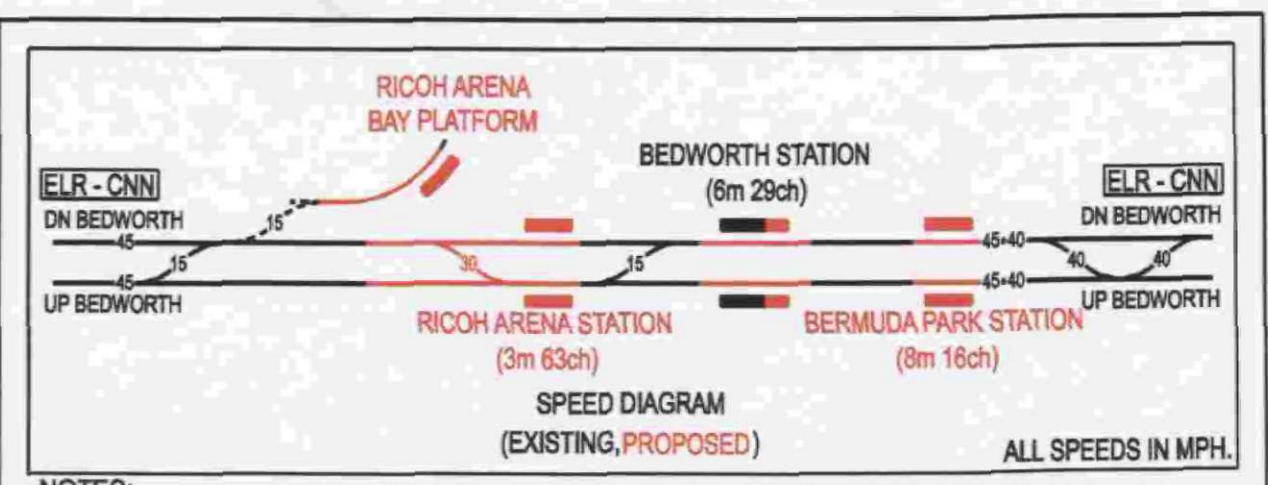 RICOH ARENA
BAY PLATFORM
BEDWORTH STATION
(6m 29ch)
ELR - CNN
ELR - CNN
DN BEDWORTH
DN BEDWORTH
15
45
45+40
15
30
15
40
40
45
45+40
UP BEDWORTH
UP BEDWORTH
RICOH ARENA STATION
BERMUDA PARK STATION
(3m 63ch)
(8m 16ch)
SPEED DIAGRAM
(EXISTING, PROPOSED)
ALL SPEEDS IN MPH.
NOTES: